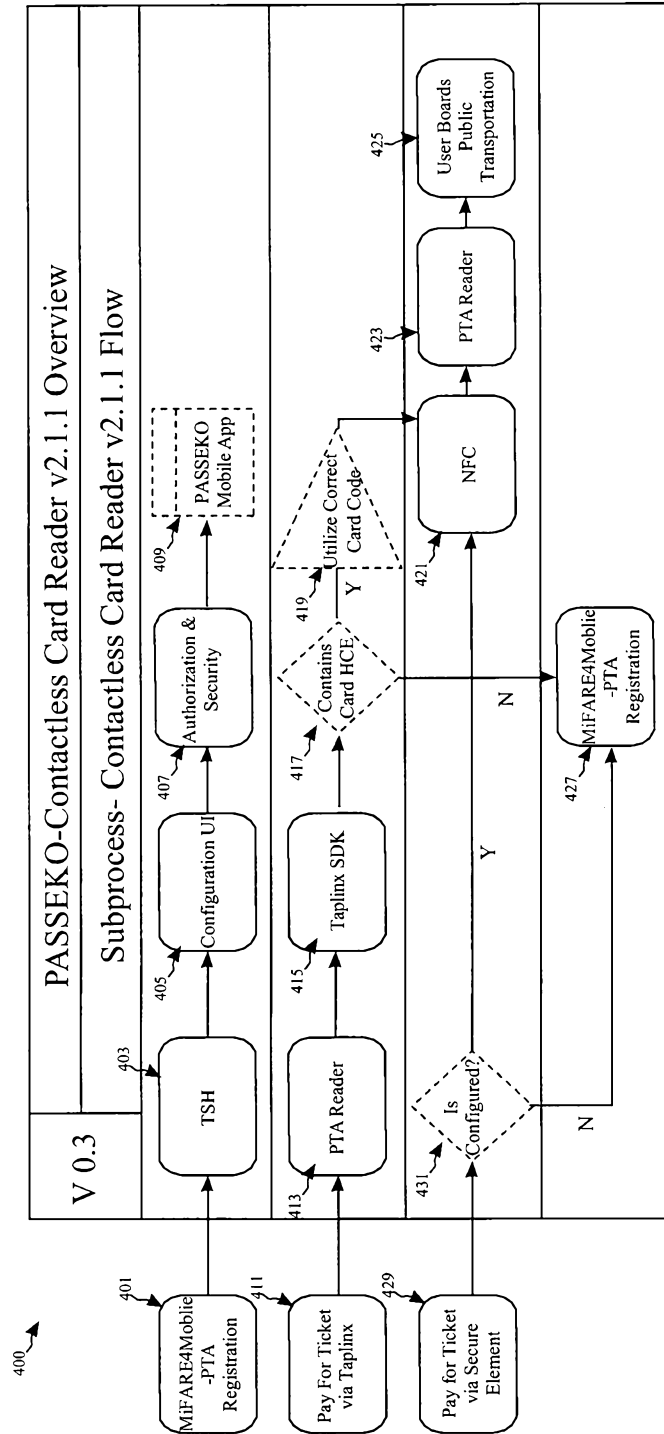 400
PASSEKO-Contactless Card Reader v2.1.1 Overview
V 0.3
Subprocess- Contactless Card Reader v2.1.1 Flow
401
MiFARE4Moblie
-PTA
Registration
403
TSH
405
Configuration UI
407
Authorization &
Security
409
PASSEKO
Mobile App
411
Pay For Ticket
via Taplinx
413
PTA Reader
415
Taplinx SDK
417
Contains
Card HCE
Y
N
419
Utilize Correct
Card Code
429
Pay for Ticket
via Secure
Element
431
Is
Configured?
Y
N
421
NFC
423
PTA Reader
425
User Boards
Public
Transportation
427
MiFARE4Moblie
-PTA
Registration